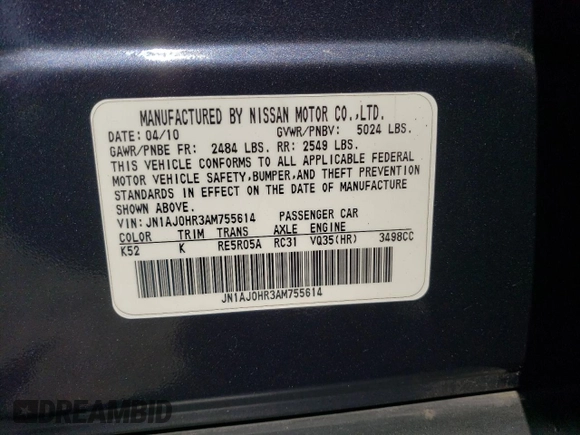 MANUFACTURED BY NISSAN MOTOR CO.,LTD.
DATE: 04/10 GVWR/PNBV: 5024 LBS.
GAWR/PNBE FR: 2484 LBS. RR: 2549 LBS.
THIS VEHICLE CONFORMS TO ALL APPLICABLE FEDERAL
MOTOR VEHICLE SAFETY,BUMPER,AND THEFT PREVENTION
STANDARDS IN EFFECT ON THE DATE OF MANUFACTURE
SHOWN ABOVE.
VIN: JN1AJ0HR3AM755614 PASSENGER CAR
COLOR TRIM TRANS AXLE ENGINE
K52 K RE5R05A RC31 VQ35(HR) 3498CC
JN1AJ0HR3AM755614
DREAMBID